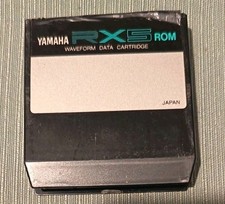 YAMAHA RX5 ROM
WAVEFORM DATA CARTRIDGE
JAPAN